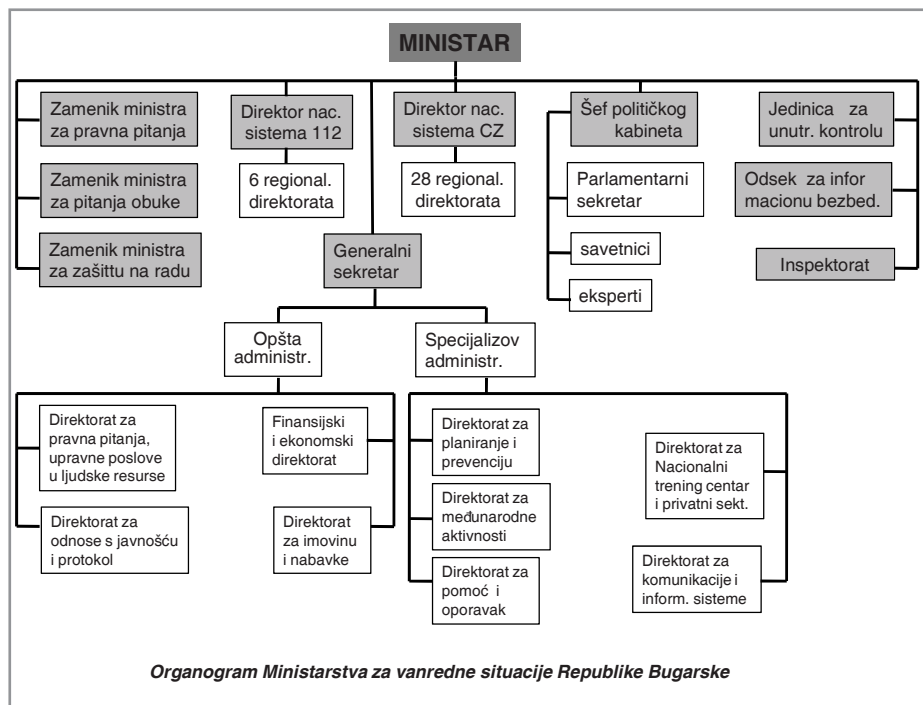 MINISTAR
Zamenik ministra
za pravna pitanja
Direktor nac.
sistema 112
Direktor nac.
sistema CZ
Šef političkog
kabineta
Jedinica za
unutr. kontrolu
Zamenik ministra
za pitanja obuke
6 regional.
direktorata
28 regional.
direktorata
Parlamentarni
sekretar
Odsek za infor
macionu bezbed.
Zamenik ministra
za zašittu na radu
Generalni
sekretar
savetnici
Inspektorat
eksperti
Opšta
administr.
Specijalizov
administr.
Direktorat za
pravna pitanja,
upravne poslove
u ljudske resurse
Finansijski
i ekonomski
direktorat
Direktorat za
planiranje i
prevenciju
Direktorat za
Nacionalni
trening centar
i privatni sekt.
Direktorat za
odnose s javnošću
i protokol
Direktorat
za imovinu
i nabavke
Direktorat za
međunarodne
aktivnosti
Direktorat za
pomoć i
oporavak
Direktorat za
komunikacije i
inform. sisteme
Organogram Ministarstva za vanredne situacije Republike Bugarske